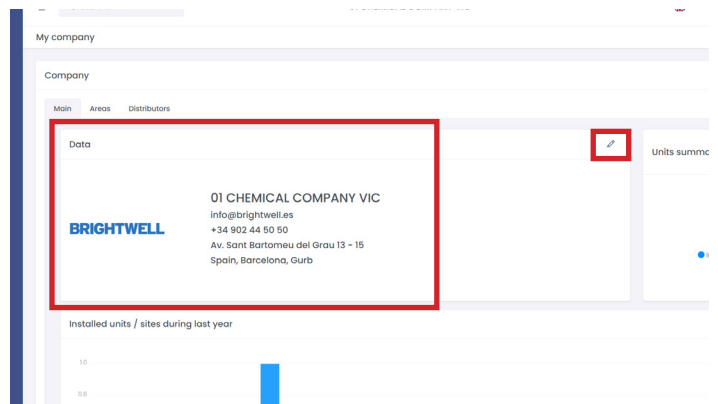 My company
Company
Main Areas Distributors
Data
Units summa
BRIGHTWELL
01 CHEMICAL COMPANY VIC
info@brightwell.es
+34 902 44 50 50
Av. Sant Bartomeu del Grau 13 - 15
Spain, Barcelona, Gurb
Installed units / sites during last year
1.0
0.8